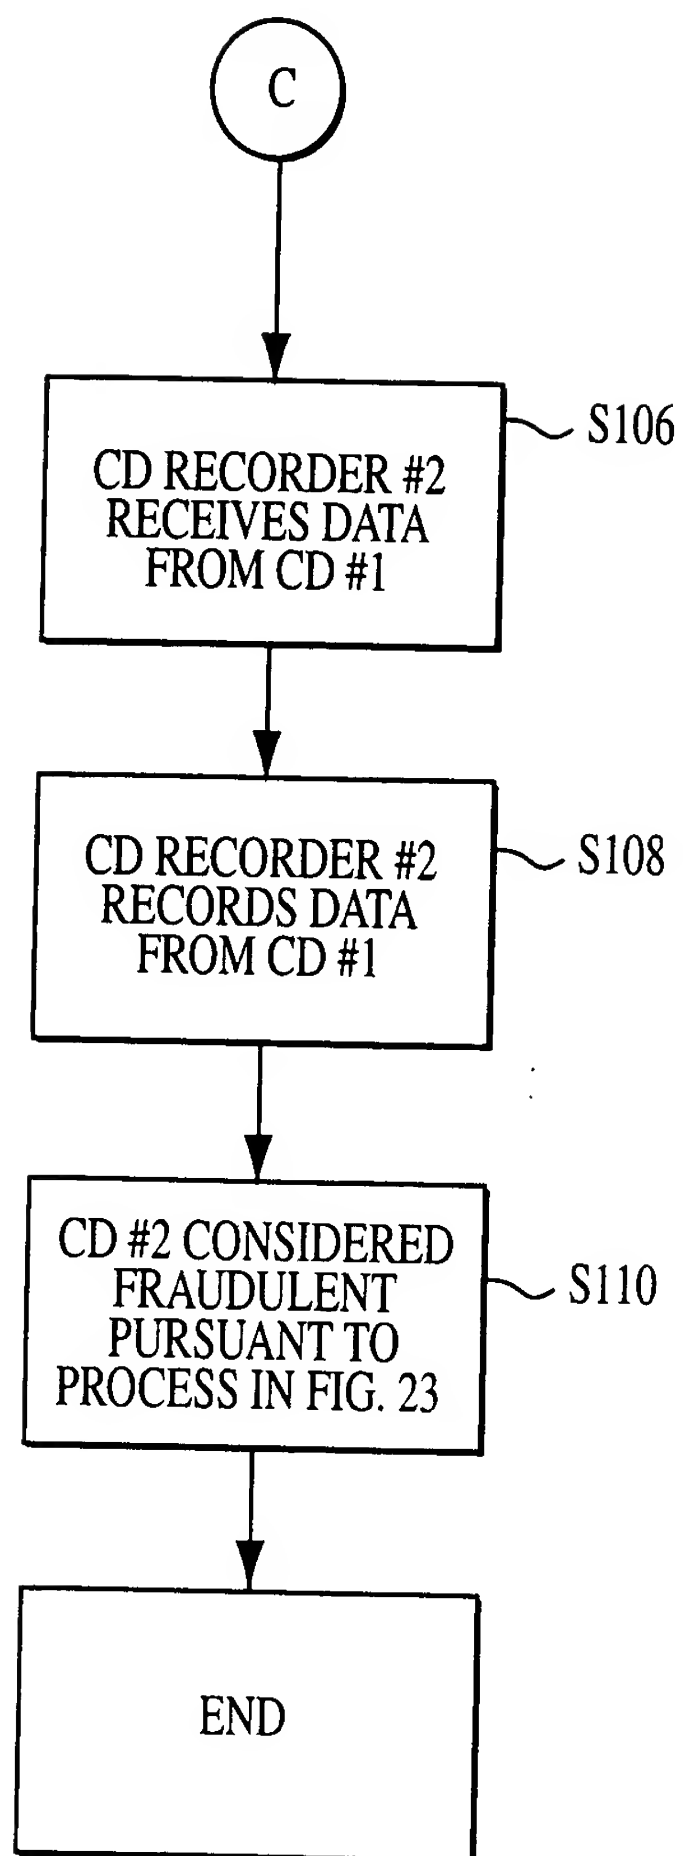 C
S106
CD RECORDER #2
RECEIVES DATA
FROM CD #1
S108
CD RECORDER #2
RECORDS DATA
FROM CD #1
CD #2 CONSIDERED
FRAUDULENT
PURSUANT TO
PROCESS IN FIG. 23
S110
END